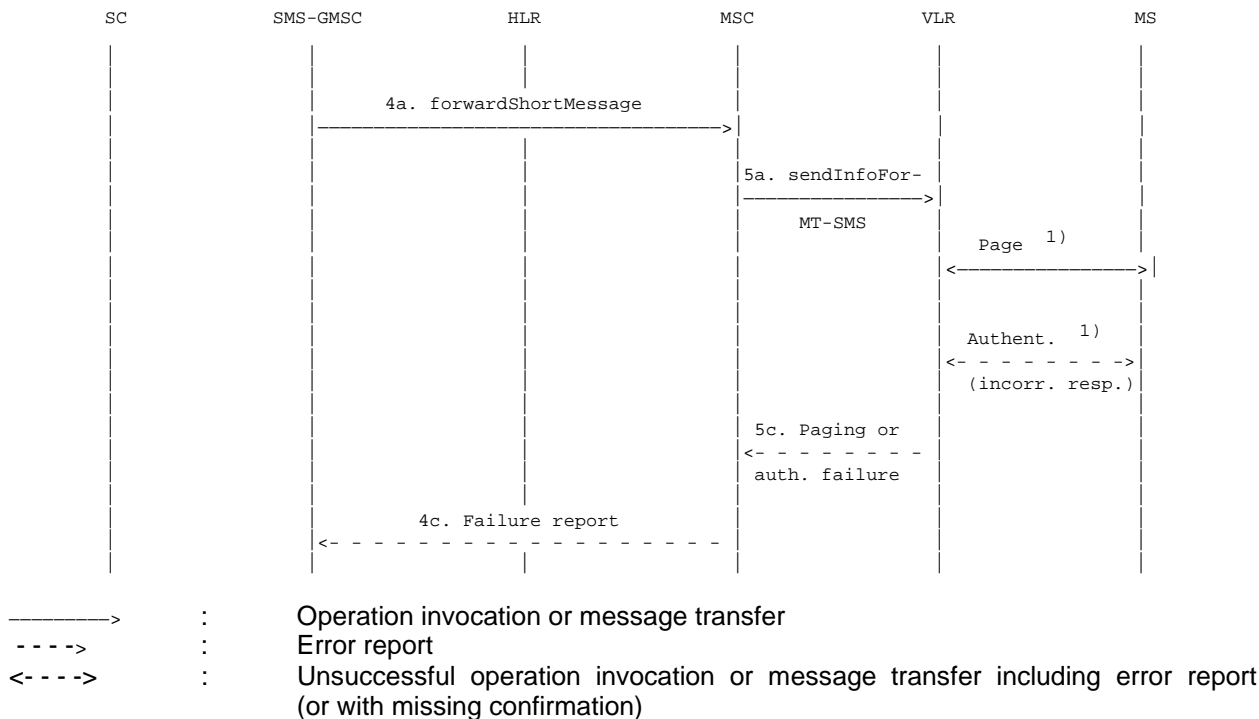 SC SMS-GMSC HLR MSC VLR MS
4a. forwardShortMessage
5a. sendInfoFor-
MT-SMS
Page 1)
Authent. 1)
(incorr. resp.)
5c. Paging or
auth. failure
4c. Failure report
: Operation invocation or message transfer
: Error report
: Unsuccessful operation invocation or message transfer including error report
(or with missing confirmation)